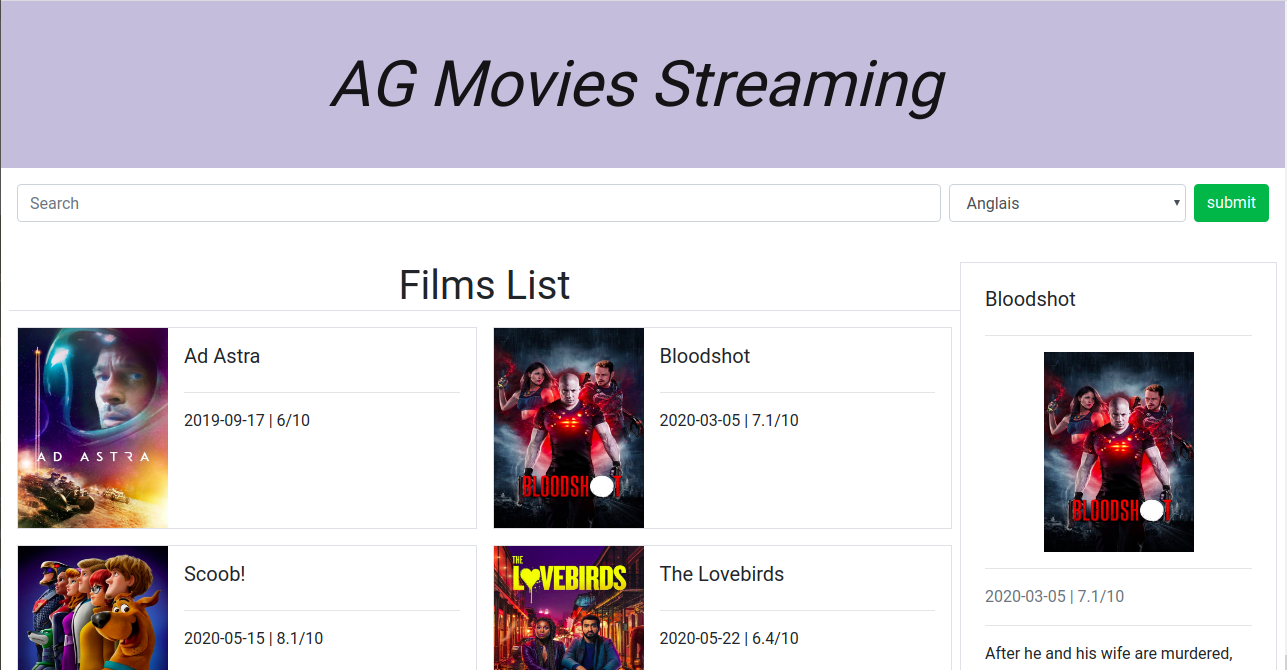 AG Movies Streaming
Search
Anglais
submit
Films List
AD ASTRA
Ad Astra
2019-09-17 | 6/10
BLOODSH T
Bloodshot
2020-03-05 | 7.1/10
Scoob!
2020-05-15 | 8.1/10
THE
LOVEBIRDS
The Lovebirds
2020-05-22 | 6.4/10
Bloodshot
BLOODSH T
2020-03-05 | 7.1/10
After he and his wife are murdered,